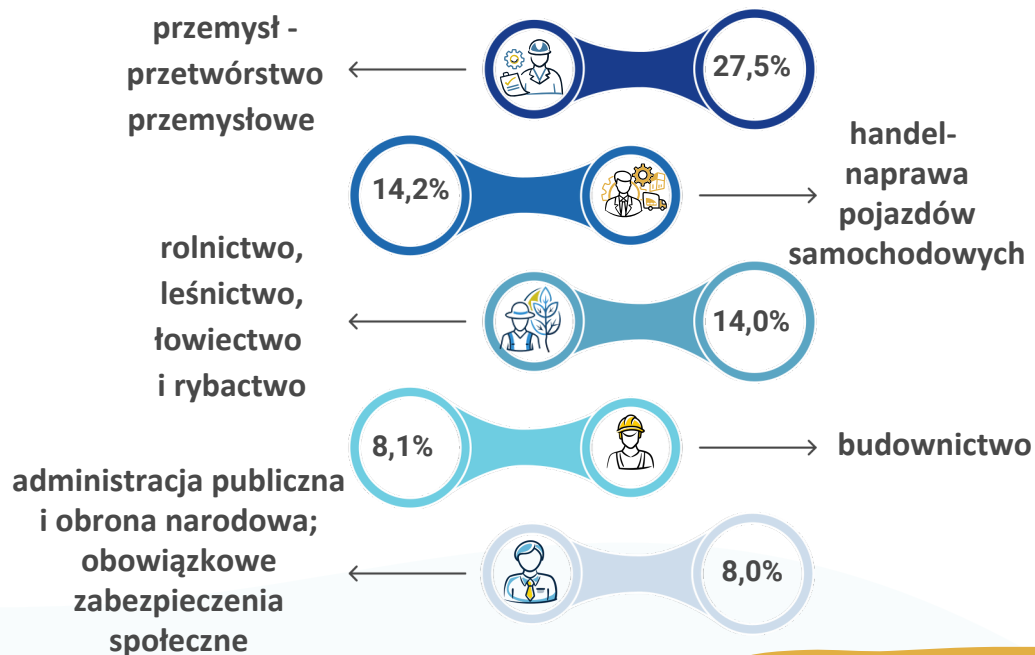 przemysł -
przetwórstwo
przemysłowe
27,5%
14,2%
handel-
naprawa
pojazdów
samochodowych
rolnictwo,
leśnictwo,
łowiectwo
i rybactwo
14,0%
8,1%
budownictwo
administracja publiczna
i obrona narodowa;
obowiązkowe
zabezpieczenia
społeczne
8,0%